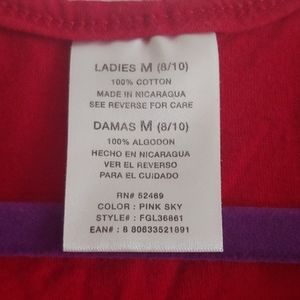 LADIES M (8/10)
100% COTTON
MADE IN NICARAGUA
SEE REVERSE FOR CARE
DAMAS M (8/10)
100% ALGODON
HECHO EN NICARAGUA
VER EL REVERSO
PARA EL CUIDADO
RN# 52469
COLOR : PINK SKY
STYLE# : FGL36861
EAN# : 8 80633521891